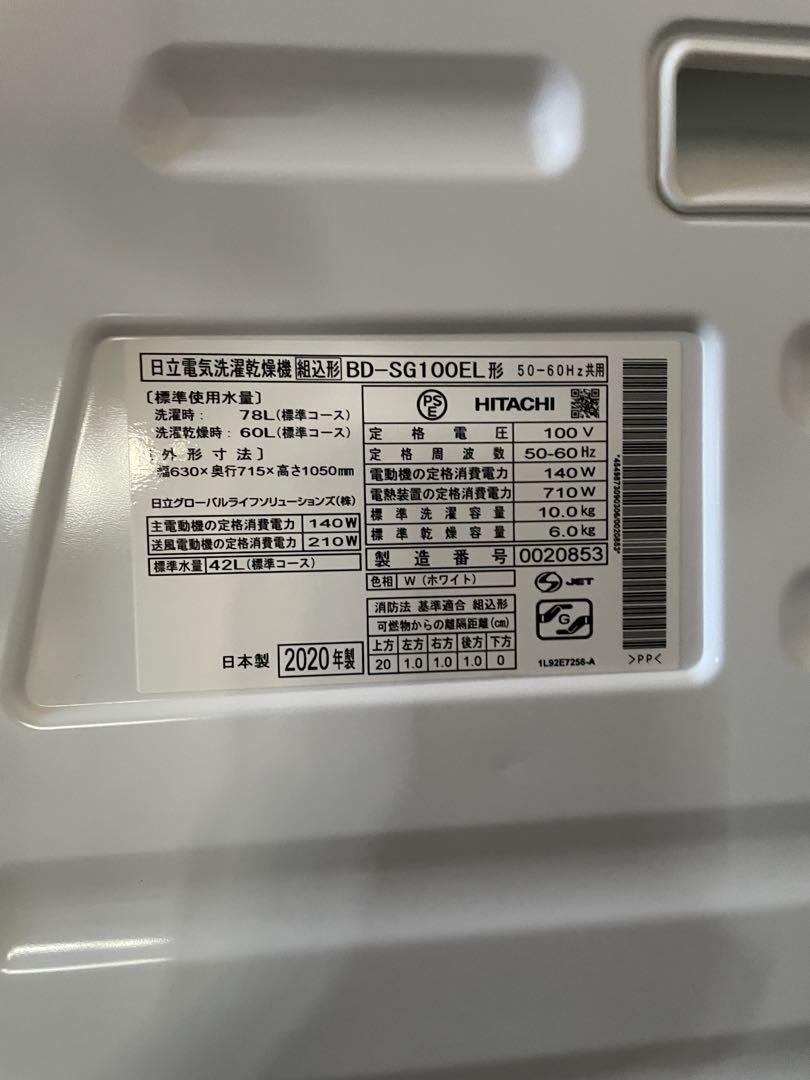 日立電気洗濯乾燥機 組込形 BD-SG100EL形 50-60Hz共用
〔標準使用水量〕
洗濯時： 78L(標準コース)
洗濯乾燥時： 60L(標準コース)
〔外形寸法〕
幅630×奥行715×高さ1050mm
日立グローバルライフソリューションズ(株)
主電動機の定格消費電力 140W
送風電動機の定格消費電力 210W
標準水量 42L(標準コース)
日本製 2020年製
PSE HITACHI
定格電圧 100V
定格周波数 50-60Hz
電動機の定格消費電力 140W
電熱装置の定格消費電力 710W
標準洗濯容量 10.0kg
標準乾燥容量 6.0kg
製造番号 0020853
色相 W (ホワイト)
消防法 基準適合 組込形
可燃物からの離隔距離(cm)
上方 左方 右方 後方 下方
20 1.0 1.0 1.0 0
S JET
G
1L92E7256-A
>PP<